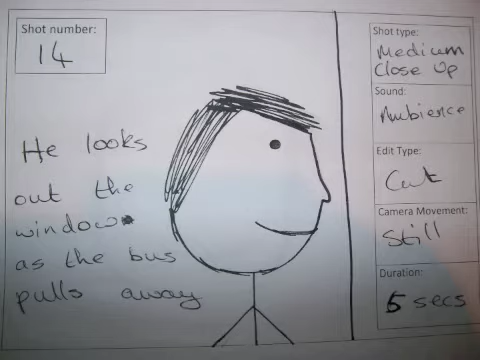 Shot number:
14
He looks
out the
window
as the bus
pulls away
Shot type:
Medium
Close Up
Sound:
Ambience
Edit Type:
Cut
Camera Movement:
Still
Duration:
5 secs